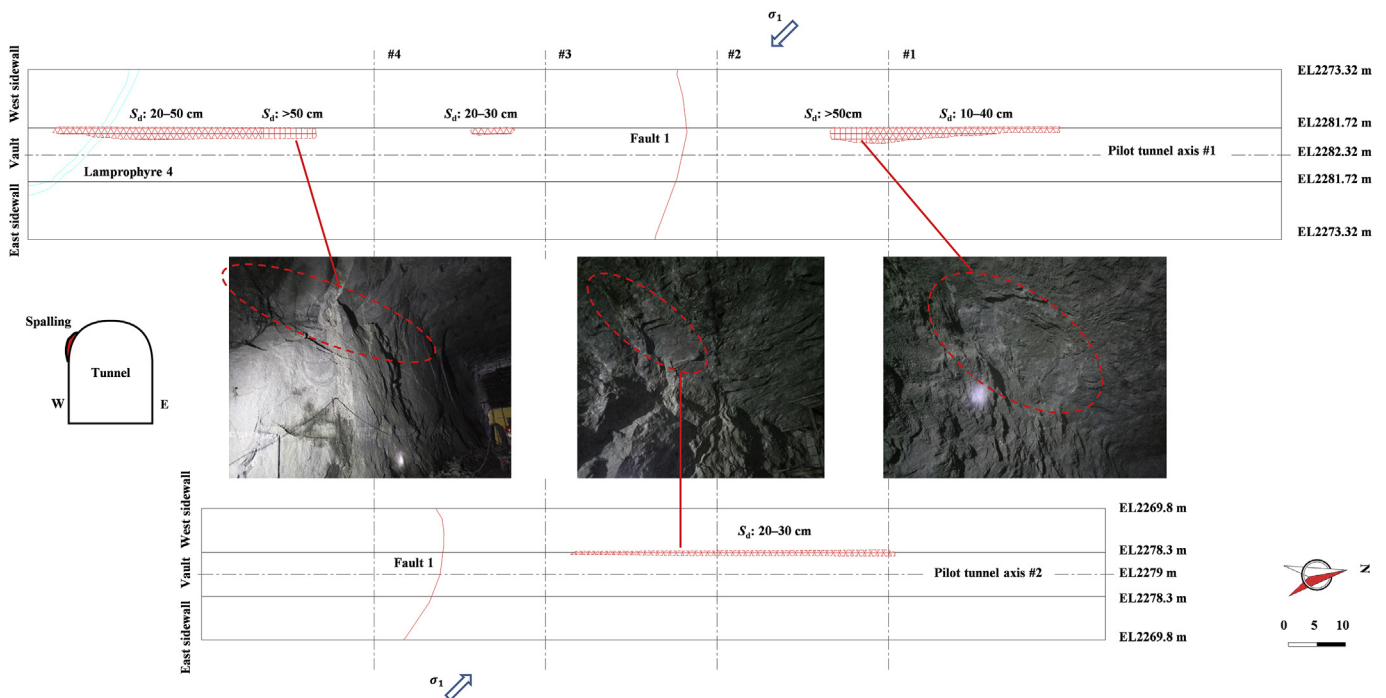 σ1
#4
#3
#2
#1
West sidewall
EL2273.32 m
Sd: 20–50 cm
Sd: >50 cm
Sd: 20–30 cm
Sd: >50cm
Sd: 10–40 cm
EL2281.72 m
Vault
Fault 1
Pilot tunnel axis #1
EL2282.32 m
Lamprophyre 4
EL2281.72 m
East sidewall
EL2273.32 m
Spalling
Tunnel
W
E
West sidewall
EL2269.8 m
Sd: 20–30 cm
EL2278.3 m
Vault
Fault 1
Pilot tunnel axis #2
EL2279 m
EL2278.3 m
East sidewall
EL2269.8 m
N
0 5 10
σ1